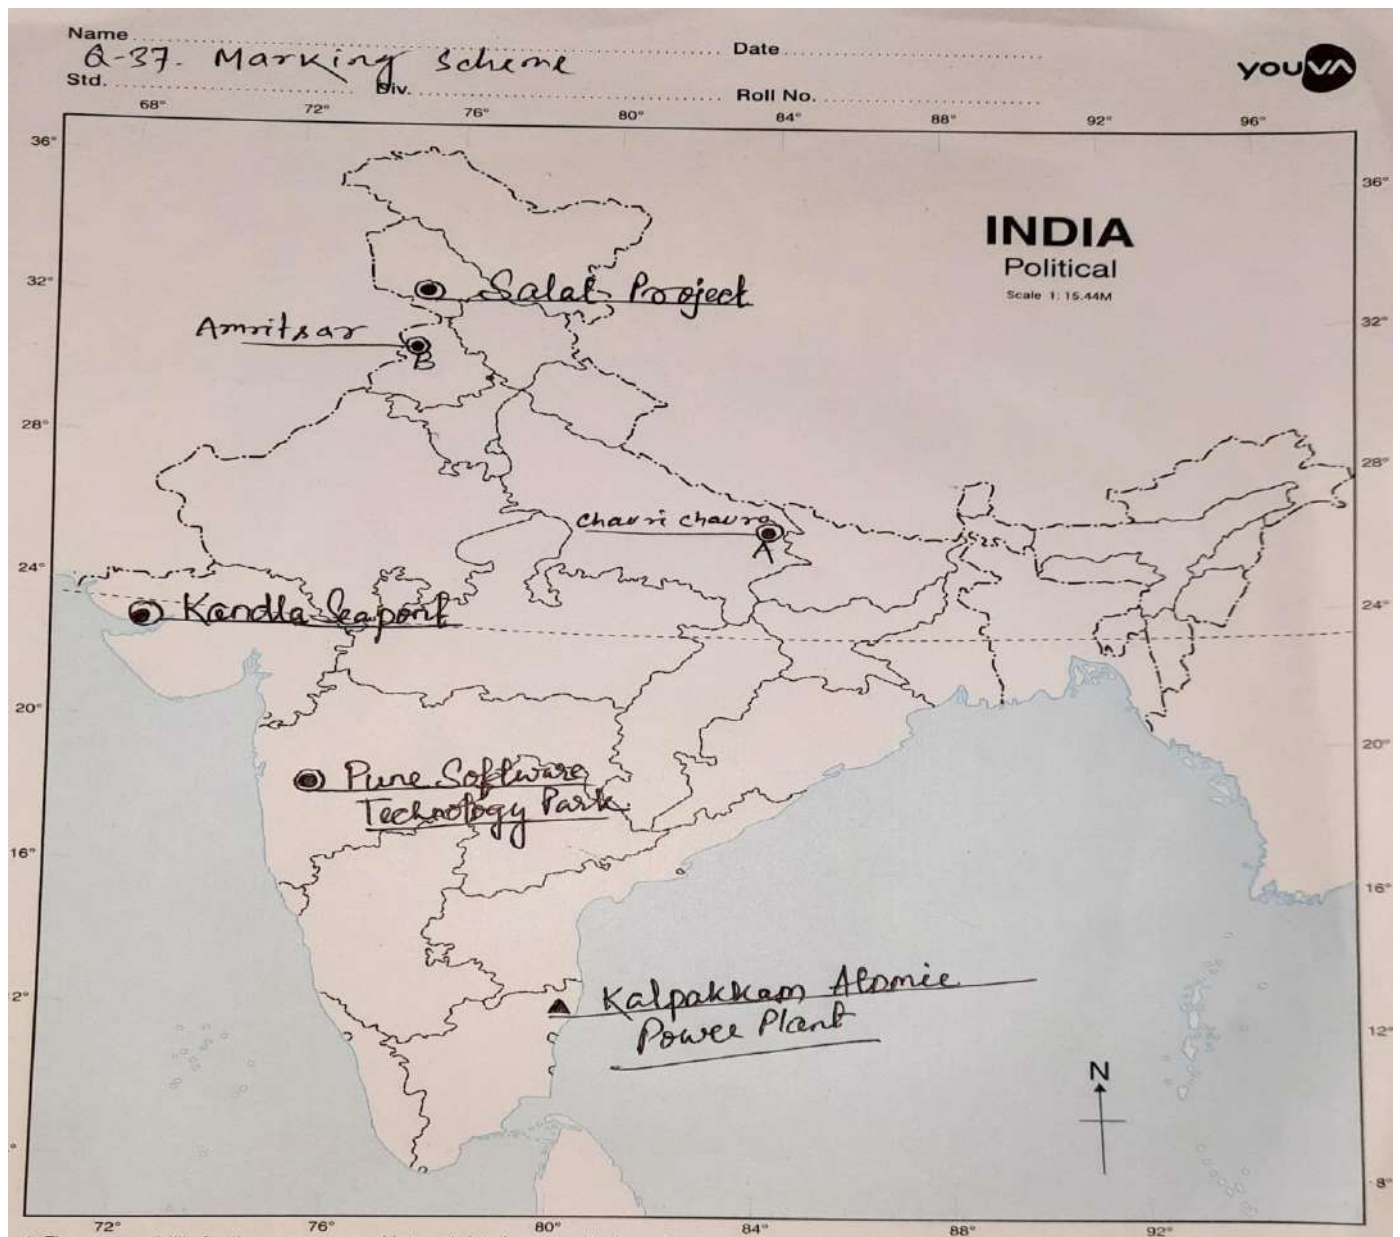 Name
Date
Q-37. Marking Scheme
youVA
Std.
Div.
Roll No.
68° 72° 76° 80° 84° 88° 92° 96°
36°
36°
INDIA
Political
Scale 1: 15.44M
32°
Salal Project
32°
Amritsar
B
28°
28°
Chauri Chaura
A
24°
24°
Kandla Seaport
20°
20°
Pune Software
Technology Park
16°
16°
Kalpakkam Atomic
Power Plant
2°
12°
N
8°
72° 76° 80° 84° 88° 92°